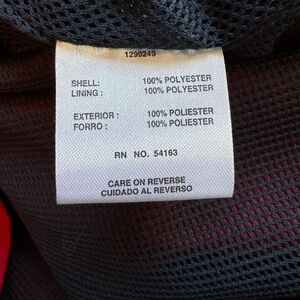 1299249
SHELL: 100% POLYESTER
LINING : 100% POLYESTER
EXTERIOR : 100% POLIESTER
FORRO : 100% POLIESTER
RN NO. 54163
CARE ON REVERSE
CUIDADO AL REVERSO